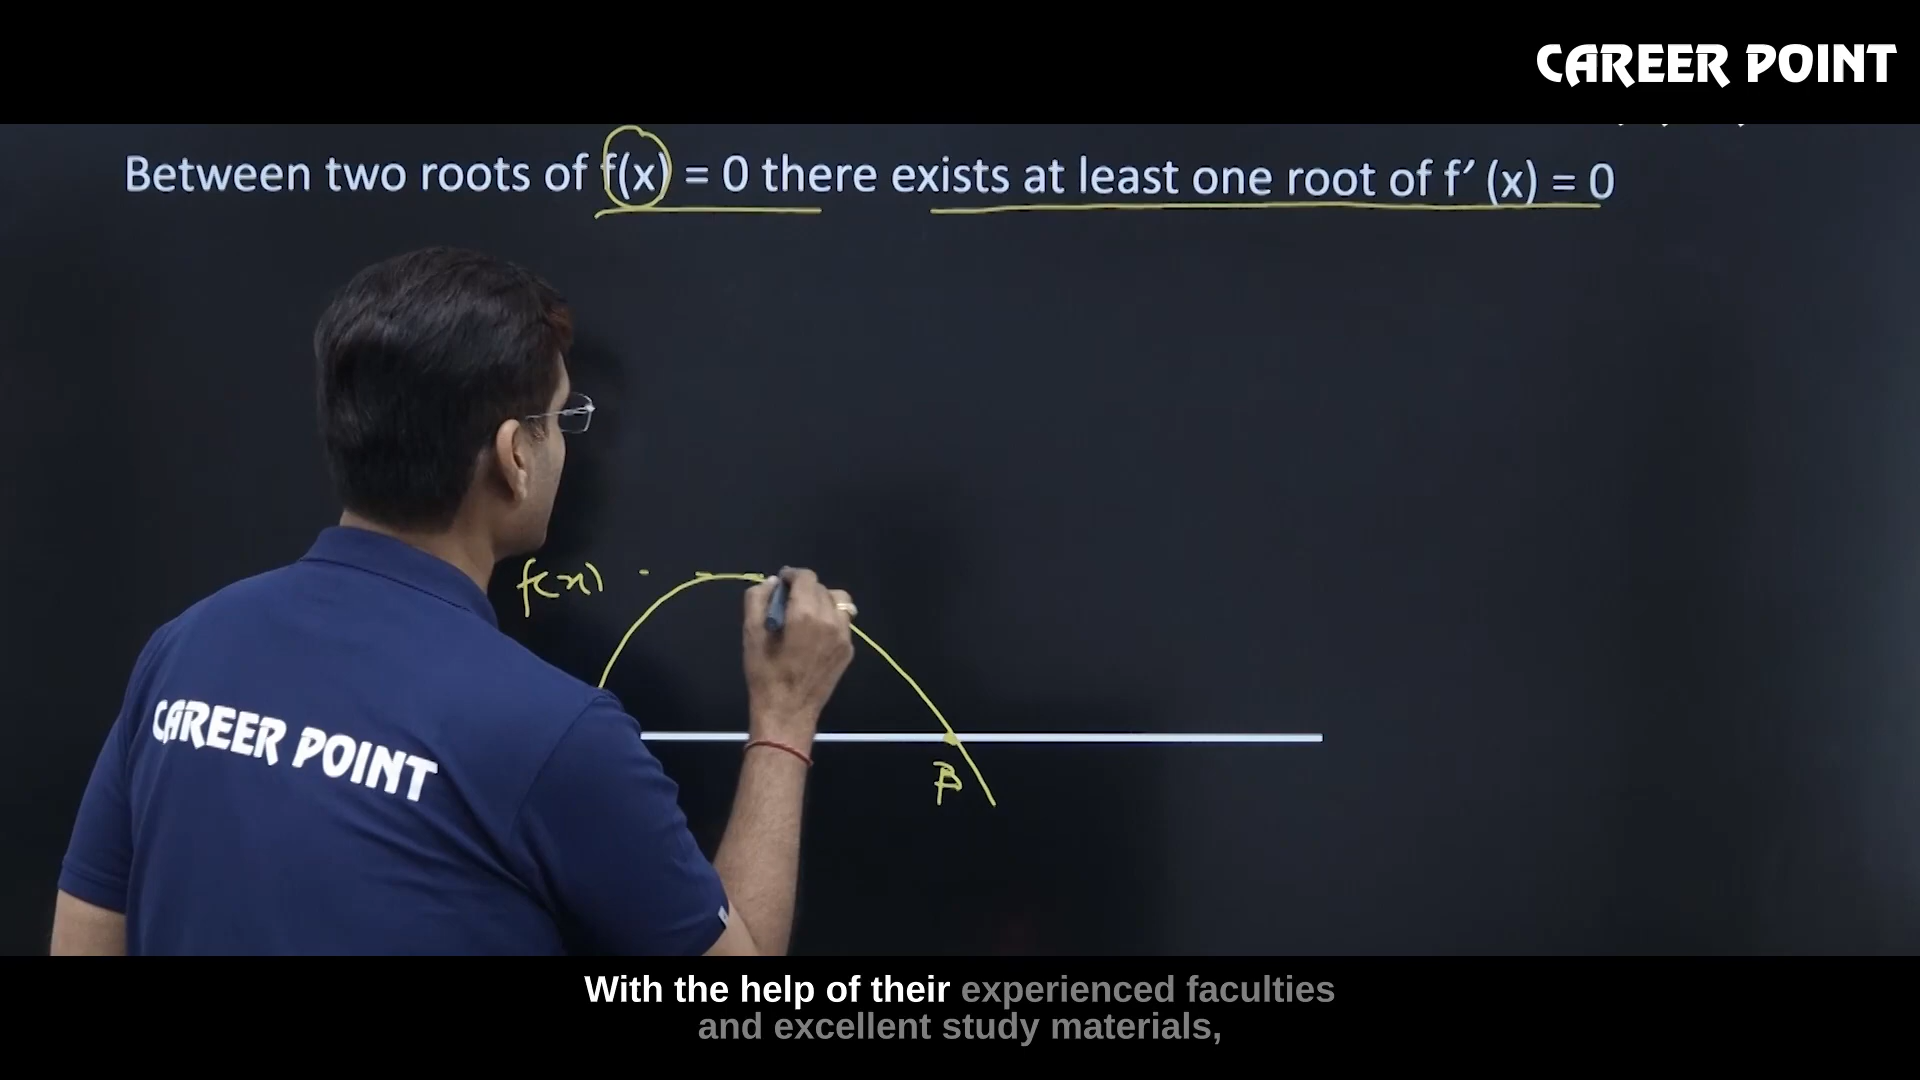 CAREER POINT
Between two roots of f(x) = 0 there exists at least one root of f′ (x) = 0
f(x)
CAREER POINT
β
With the help of their experienced faculties
and excellent study materials,